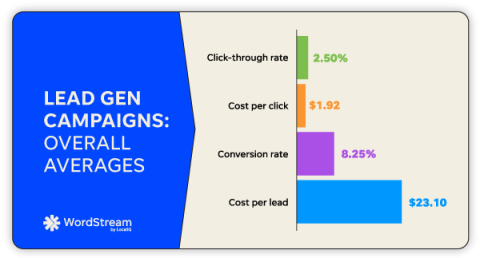 LEAD GEN
CAMPAIGNS:
OVERALL
AVERAGES
WordStream
by LocaliQ
Click-through rate 2.50%
Cost per click $1.92
Conversion rate 8.25%
Cost per lead $23.10